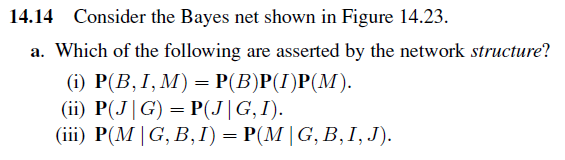 14.14 Consider the Bayes net shown in Figure 14.23.
a. Which of the following are asserted by the network structure?
(i) P(B, I, M) = P(B)P(I)P(M).
(ii) P(J | G) = P(J | G, I).
(iii) P(M | G, B, I) = P(M | G, B, I, J).